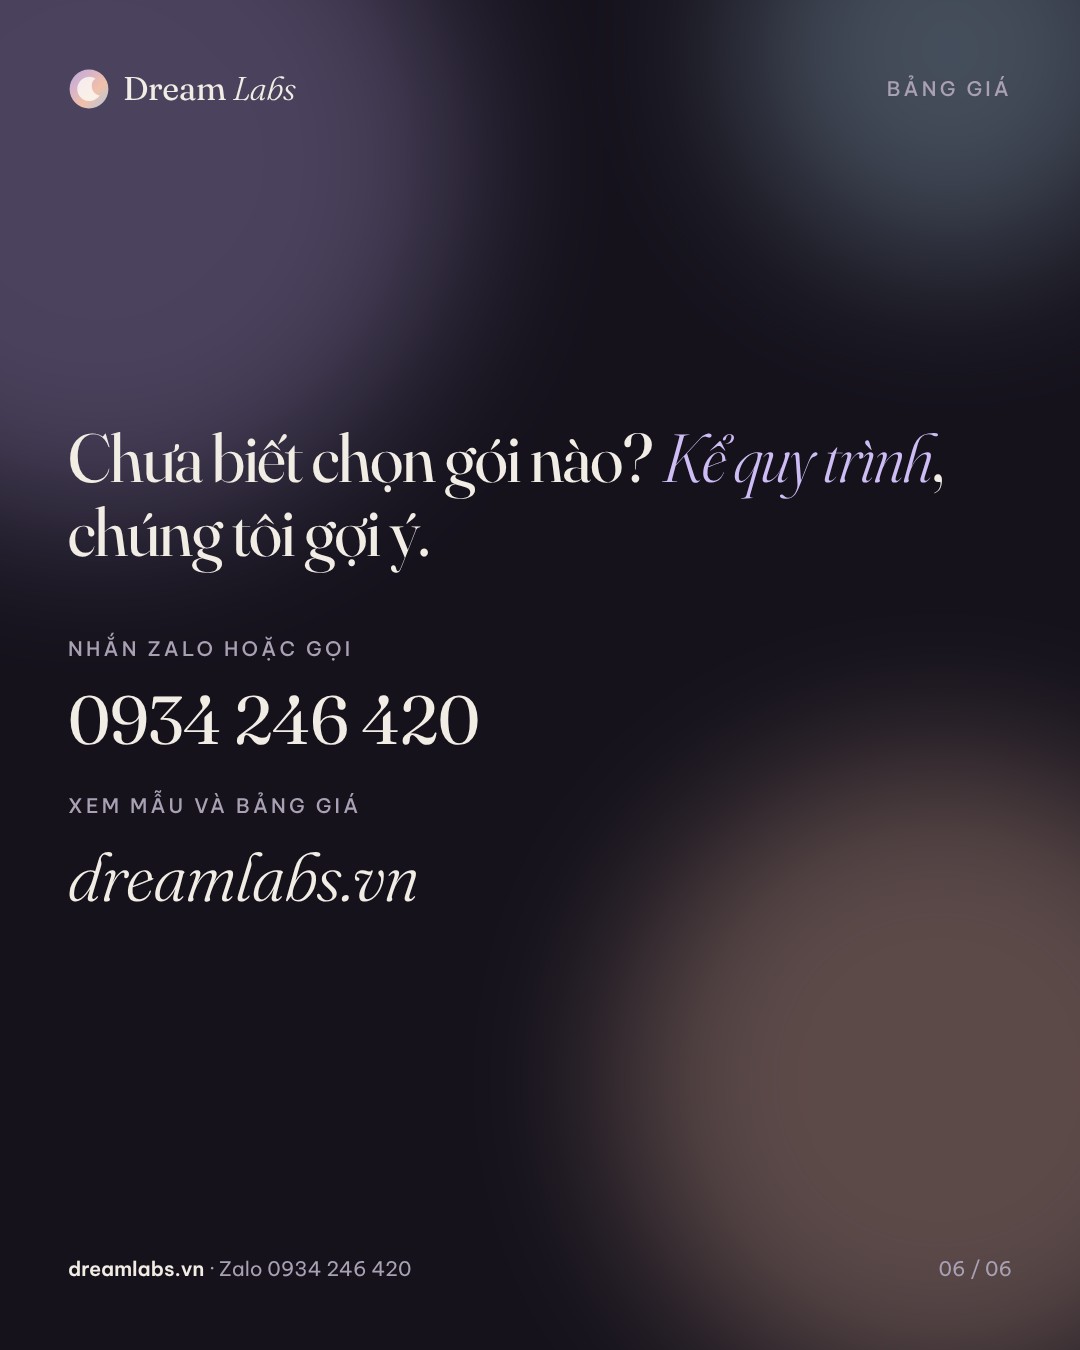 Dream Labs
BẢNG GIÁ
Chưa biết chọn gói nào? Kể quy trình,
chúng tôi gợi ý.
NHẮN ZALO HOẶC GỌI
0934 246 420
XEM MẪU VÀ BẢNG GIÁ
dreamlabs.vn
dreamlabs.vn · Zalo 0934 246 420
06 / 06